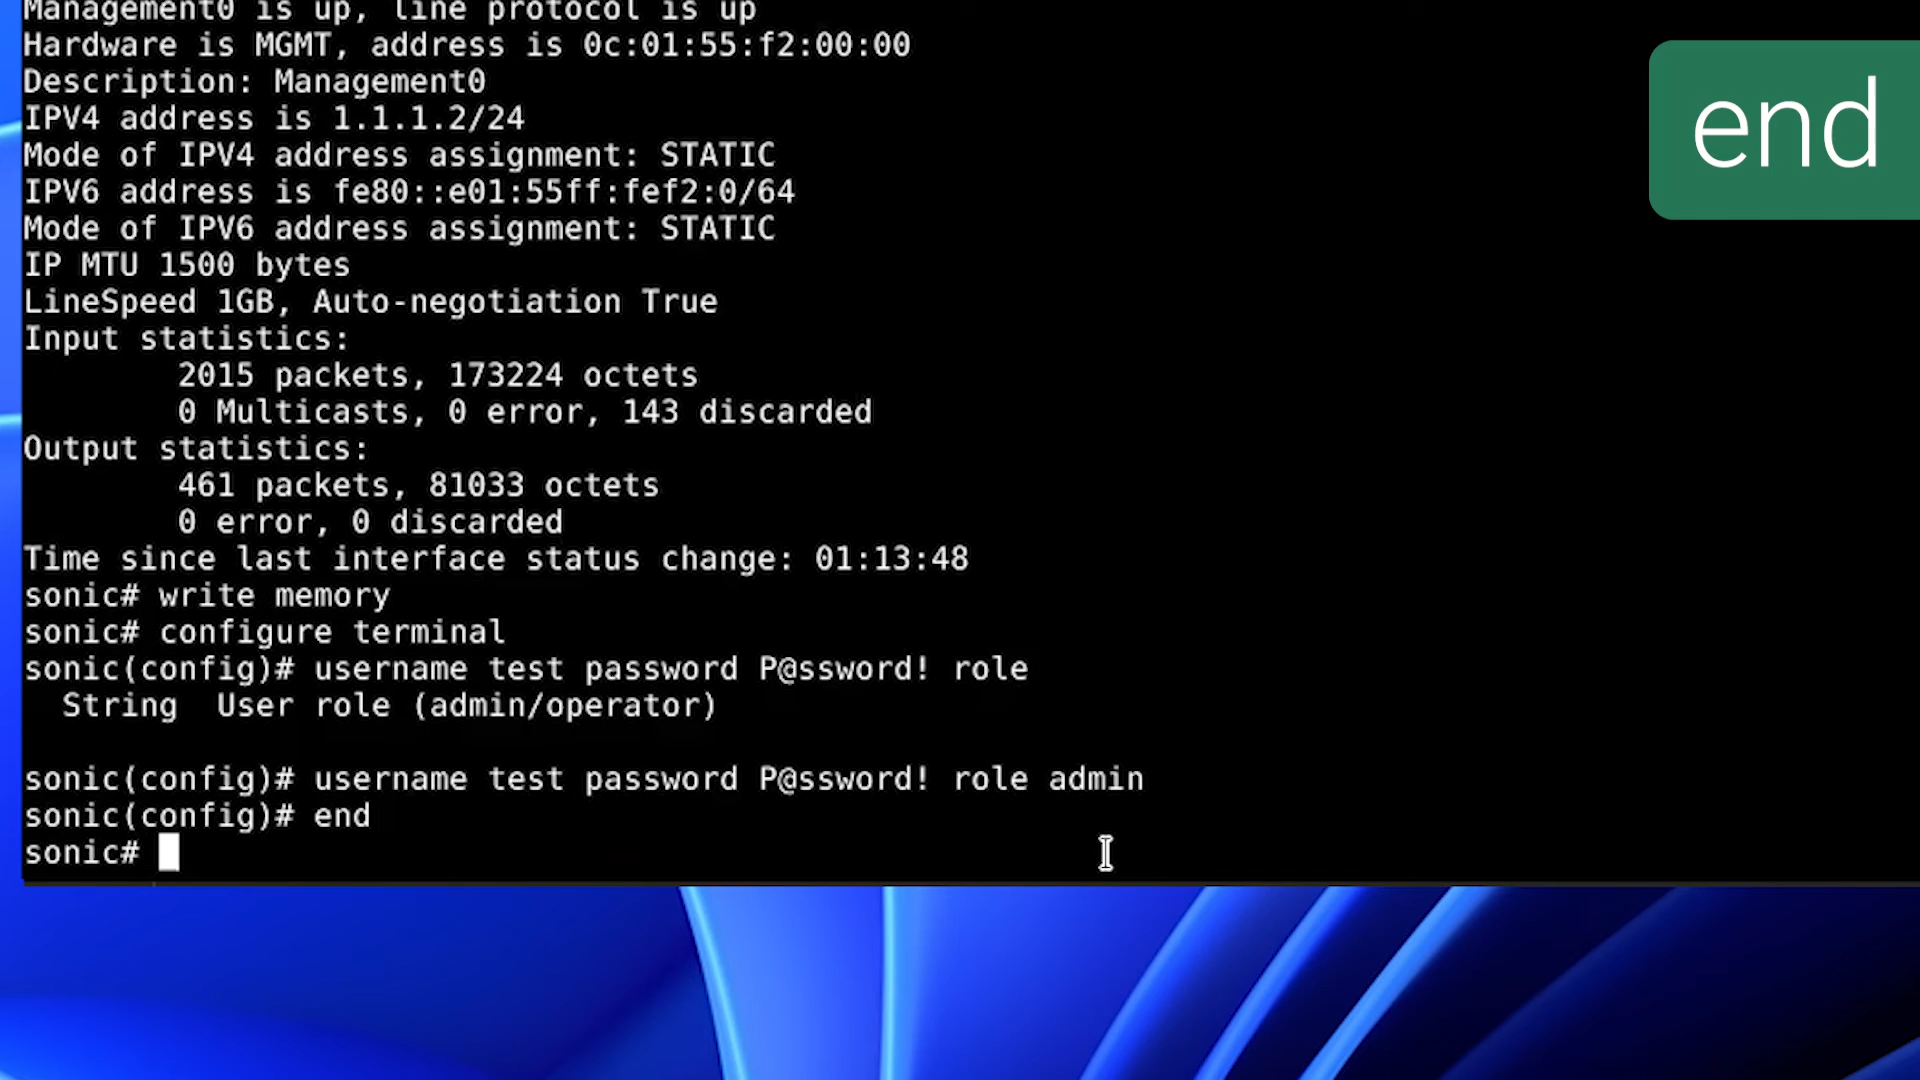 Management0 is up, line protocol is up
Hardware is MGMT, address is 0c:01:55:f2:00:00
Description: Management0
IPV4 address is 1.1.1.2/24
Mode of IPV4 address assignment: STATIC
IPV6 address is fe80::e01:55ff:fef2:0/64
Mode of IPV6 address assignment: STATIC
IP MTU 1500 bytes
LineSpeed 1GB, Auto-negotiation True
Input statistics:
2015 packets, 173224 octets
0 Multicasts, 0 error, 143 discarded
Output statistics:
461 packets, 81033 octets
0 error, 0 discarded
Time since last interface status change: 01:13:48
sonic# write memory
sonic# configure terminal
sonic(config)# username test password P@ssword! role
String  User role (admin/operator)
sonic(config)# username test password P@ssword! role admin
sonic(config)# end
sonic#
end